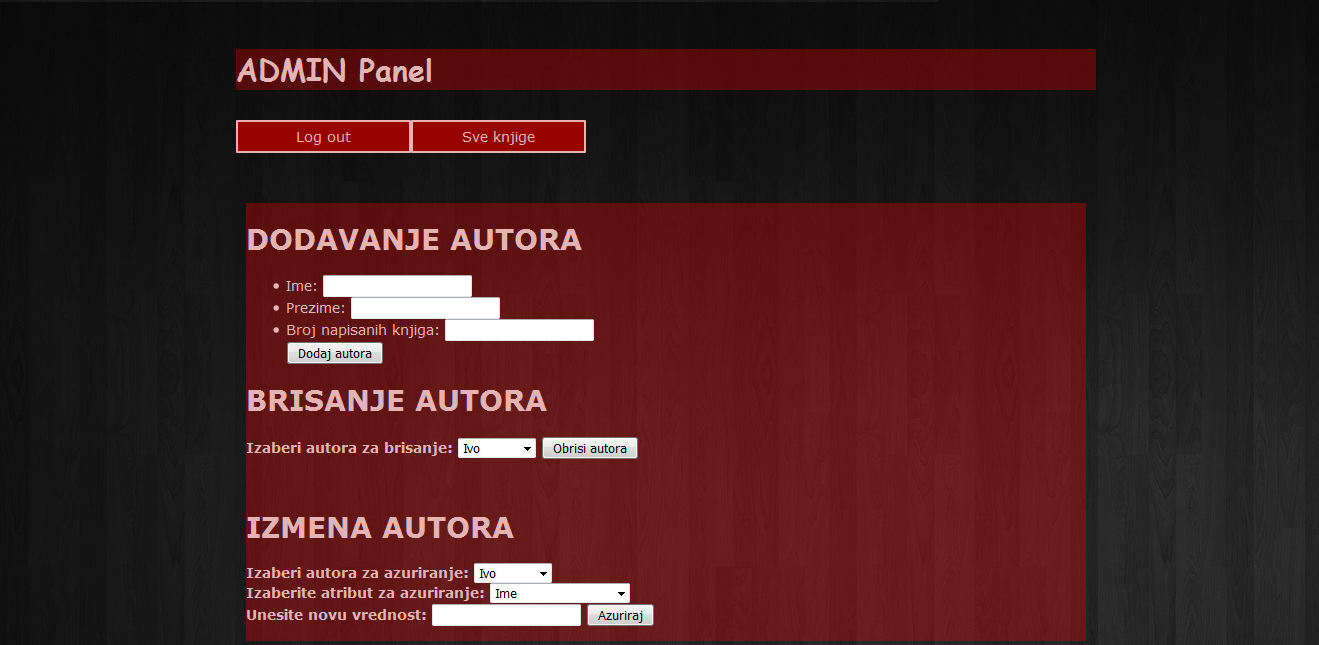 ADMIN Panel
Log out Sve knjige
DODAVANJE AUTORA
Ime:
Prezime:
Broj napisanih knjiga:
Dodaj autora
BRISANJE AUTORA
Izaberi autora za brisanje: Ivo Obrisi autora
IZMENA AUTORA
Izaberi autora za azuriranje: Ivo
Izaberite atribut za azuriranje: Ime
Unesite novu vrednost: Azuriraj